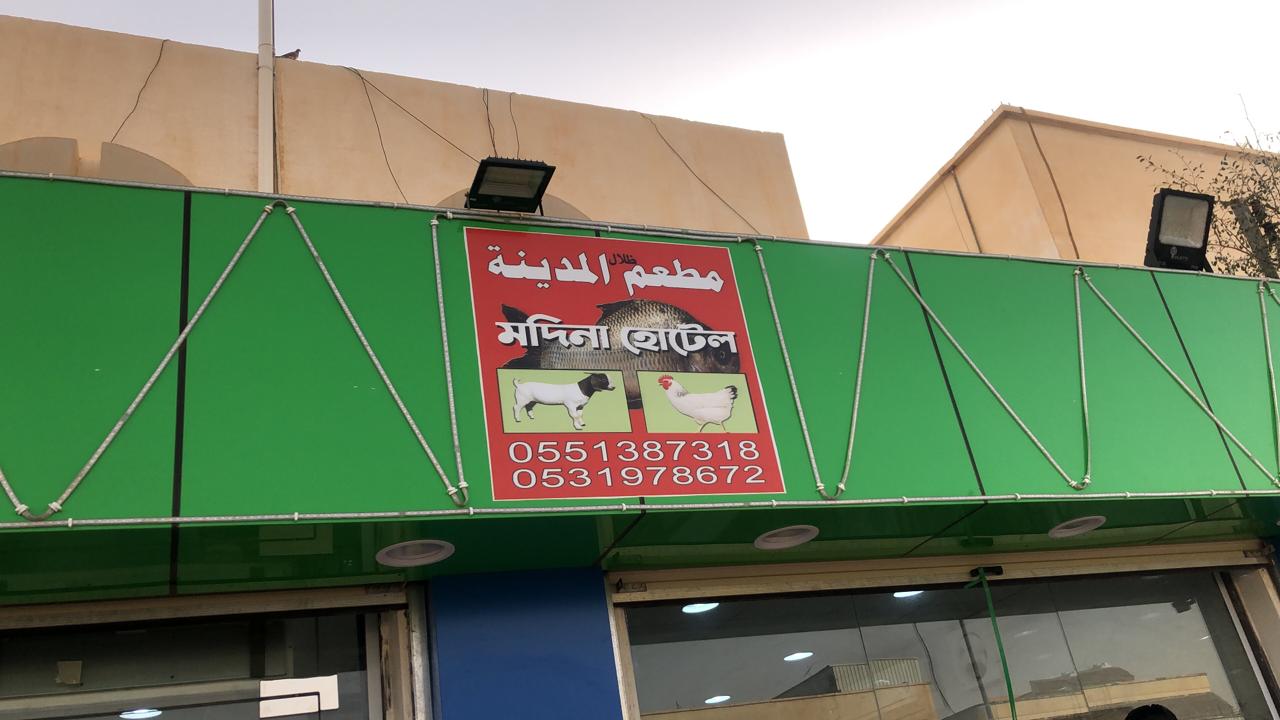 مطعم ظلال المدينة
মদিনা হোটেল
0551387318
0531978672